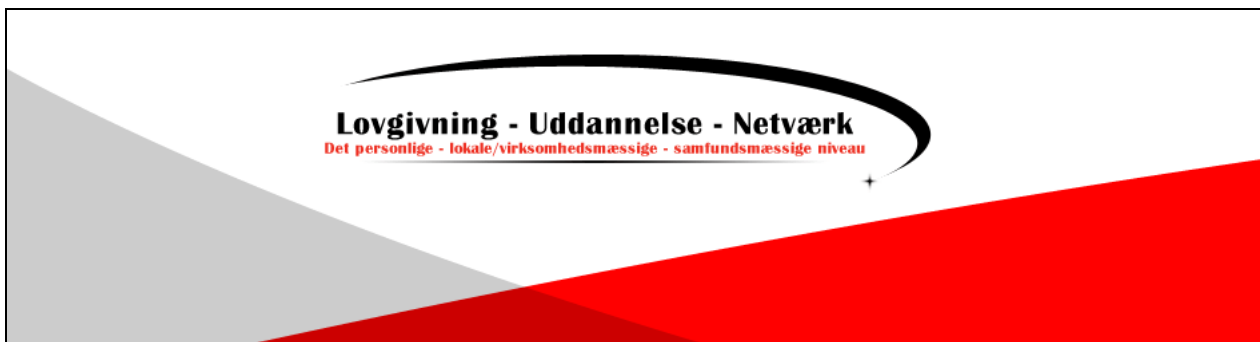 Lovgivning - Uddannelse - Netværk
Det personlige - lokale/virksomhedsmæssige - samfundsmæssige niveau